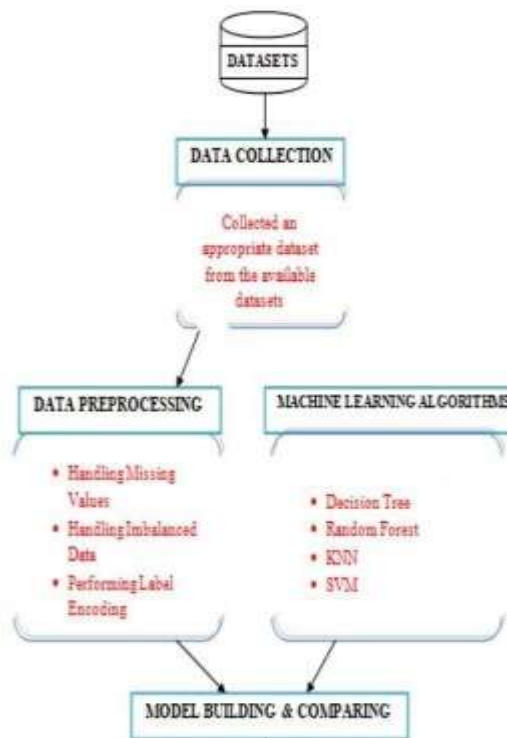 DATASETS
DATA COLLECTION
Collected an
appropriate dataset
from the available
datasets
DATA PREPROCESSING
• Handling Missing
Values
• Handling Imbalanced
Data
• Performing Label
Encoding
MACHINE LEARNING ALGORITHMS
• Decision Tree
• Random Forest
• KNN
• SVM
MODEL BUILDING & COMPARING